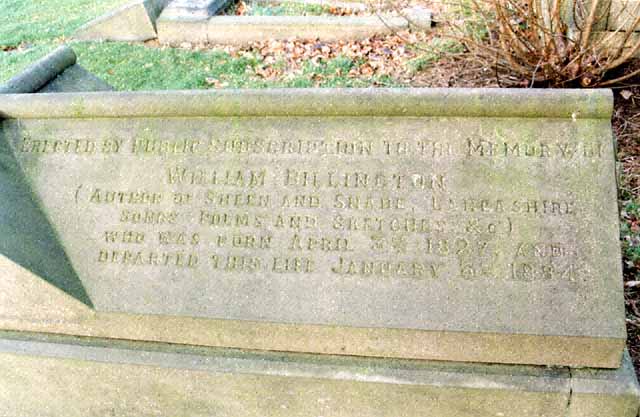 ERECTED BY PUBLIC SUBSCRIPTION TO THE MEMORY OF
WILLIAM BILLINGTON
(AUTHOR OF SHEEN AND SHADE, LANCASHIRE
SONGS POEMS AND SKETCHES &c)
WHO WAS BORN APRIL 3RD 1827, AND
DEPARTED THIS LIFE JANUARY 6TH 1884